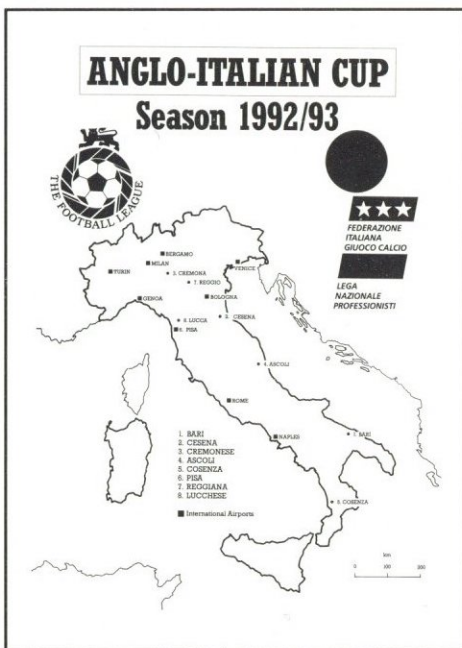 ANGLO-ITALIAN CUP
Season 1992/93
THE FOOTBALL LEAGUE
FEDERAZIONE
ITALIANA
GIUOCO CALCIO
LEGA
NAZIONALE
PROFESSIONISTI
BERGAMO
MILAN
TURIN
3. CREMONA
VENICE
7. REGGIO
GENOA
BOLOGNA
8. LUCCA
2. CESENA
6. PISA
4. ASCOLI
ROME
NAPLES
1. BARI
5. COSENZA
1. BARI
2. CESENA
3. CREMONESE
4. ASCOLI
5. COSENZA
6. PISA
7. REGGIANA
8. LUCCHESE
International Airports
km
0 100 200